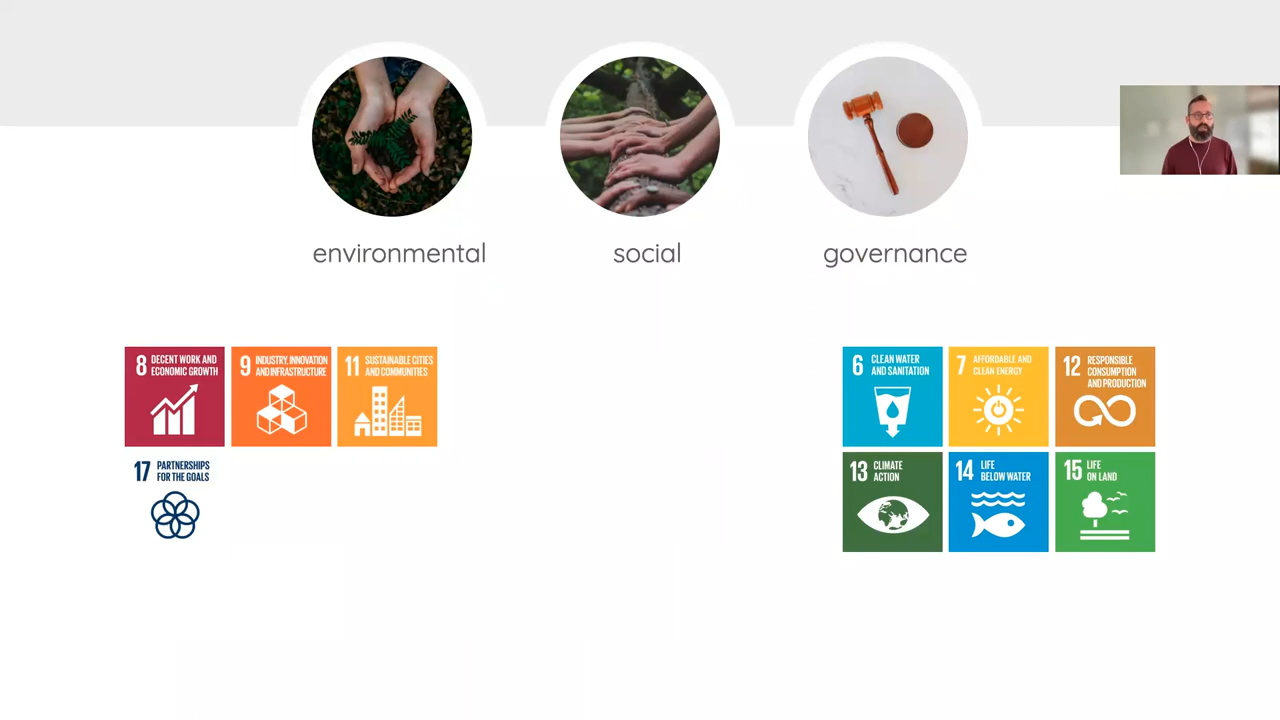 environmental
social
governance
8 DECENT WORK AND
ECONOMIC GROWTH
9 INDUSTRY, INNOVATION
AND INFRASTRUCTURE
11 SUSTAINABLE CITIES
AND COMMUNITIES
17 PARTNERSHIPS
FOR THE GOALS
6 CLEAN WATER
AND SANITATION
7 AFFORDABLE AND
CLEAN ENERGY
12 RESPONSIBLE
CONSUMPTION
AND PRODUCTION
13 CLIMATE
ACTION
14 LIFE
BELOW WATER
15 LIFE
ON LAND